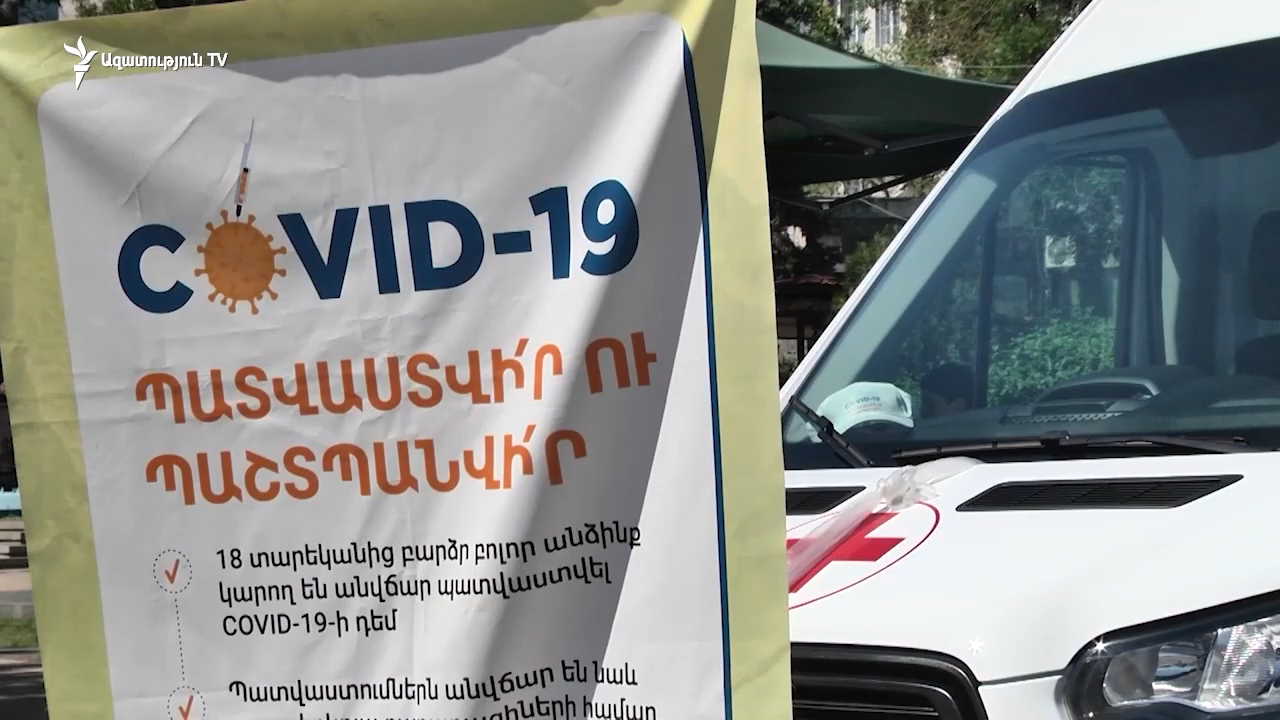 Ազատություն TV
COVID-19
ՊԱՏՎԱՍՏՎԻ՛Ր ՈՒ
ՊԱՇՏՊԱՆՎԻ՛Ր
18 տարեկանից բարձր բոլոր անձինք
կարող են անվճար պատվաստվել
COVID-19-ի դեմ
Պատվաստումներն անվճար են նաև
համար
COVID-19